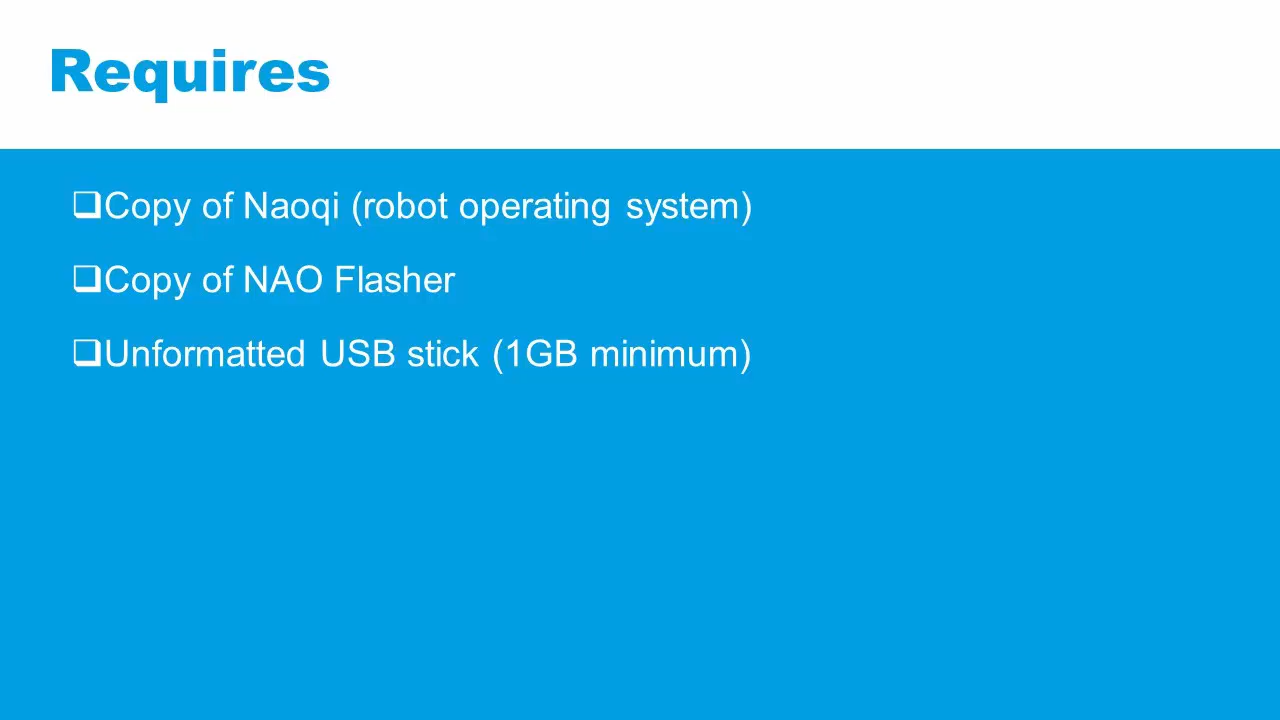 Requires
❑Copy of Naoqi (robot operating system)
❑Copy of NAO Flasher
❑Unformatted USB stick (1GB minimum)